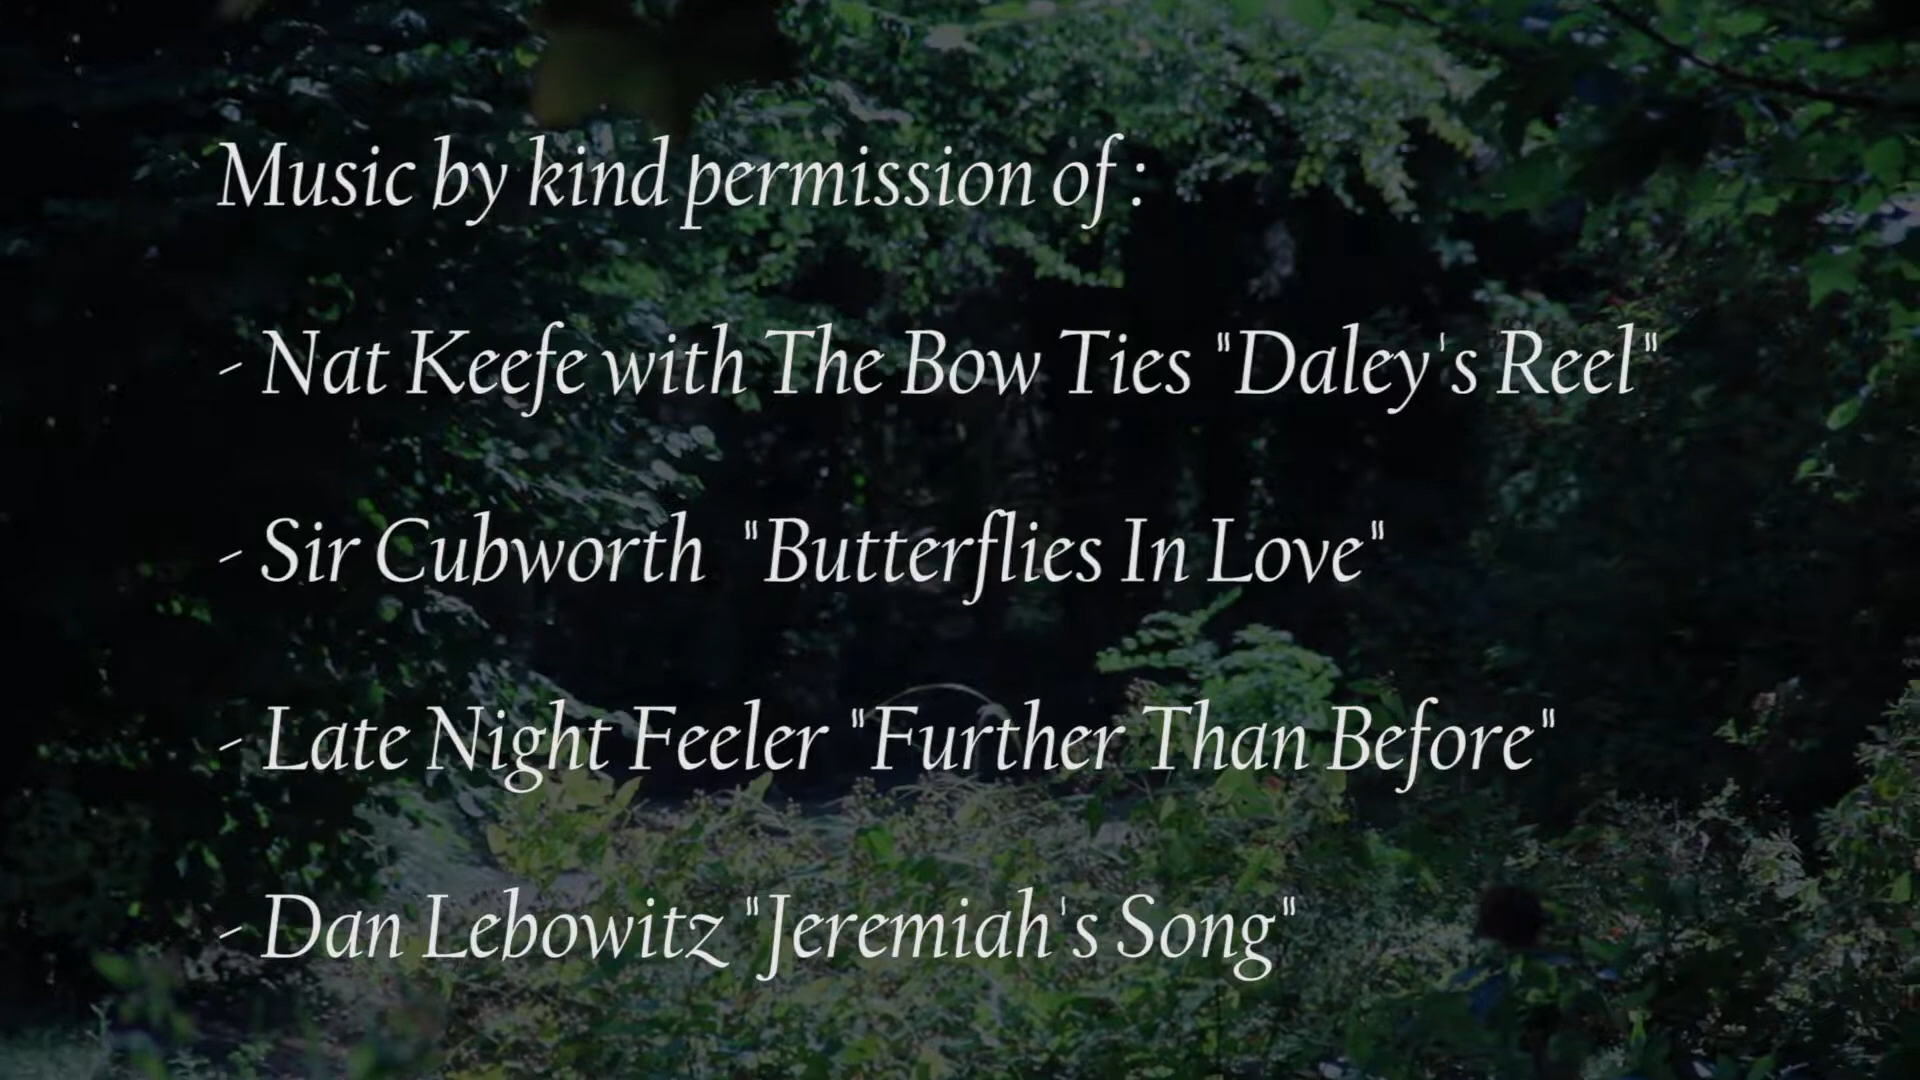 Music by kind permission of :
- Nat Keefe with The Bow Ties "Daley's Reel"
- Sir Cubworth  "Butterflies In Love"
- Late Night Feeler "Further Than Before"
- Dan Lebowitz "Jeremiah's Song"